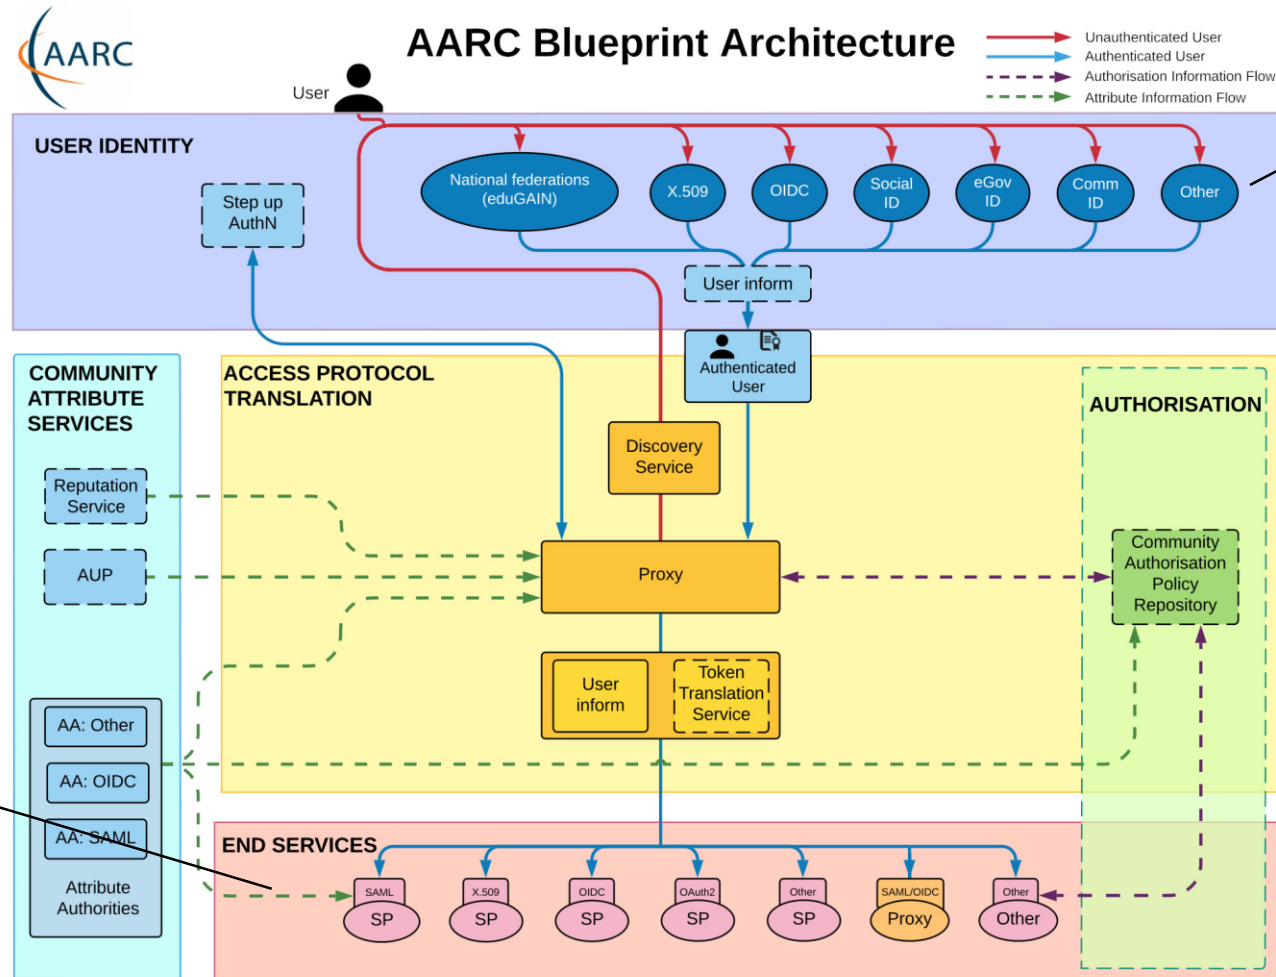 AARC
AARC Blueprint Architecture
Unauthenticated User
Authenticated User
Authorisation Information Flow
Attribute Information Flow
User
USER IDENTITY
Step up
AuthN
National federations
(eduGAIN)
X.509
OIDC
Social
ID
eGov
ID
Comm
ID
Other
User inform
Authenticated
User
COMMUNITY
ATTRIBUTE
SERVICES
Reputation
Service
AUP
AA: Other
AA: OIDC
AA: SAML
Attribute
Authorities
ACCESS PROTOCOL
TRANSLATION
Discovery
Service
Proxy
User
inform
Token
Translation
Service
AUTHORISATION
Community
Authorisation
Policy
Repository
END SERVICES
SAML
SP
X.509
SP
OIDC
SP
OAuth2
SP
Other
SP
SAML/OIDC
Proxy
Other
Other